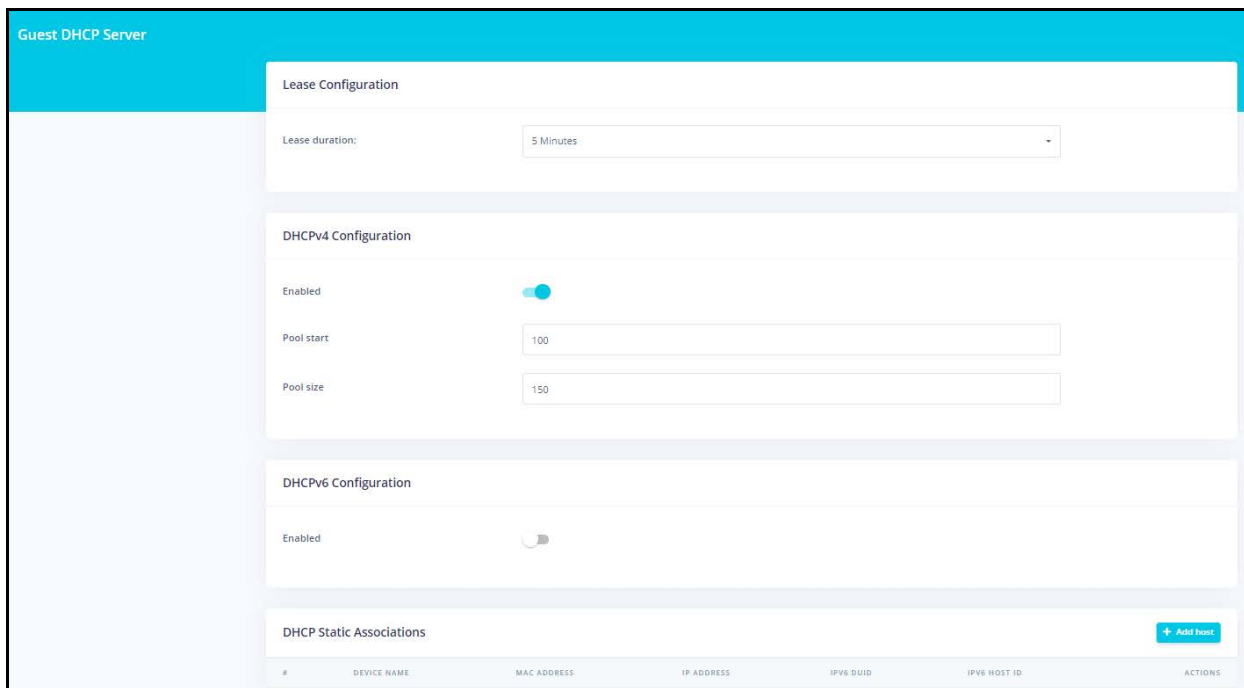 Guest DHCP Server
Lease Configuration
Lease duration: 5 Minutes
DHCPv4 Configuration
Enabled
Pool start 100
Pool size 150
DHCPv6 Configuration
Enabled
DHCP Static Associations + Add host
# DEVICE NAME MAC ADDRESS IP ADDRESS IPV6 DUID IPV6 HOST ID ACTIONS